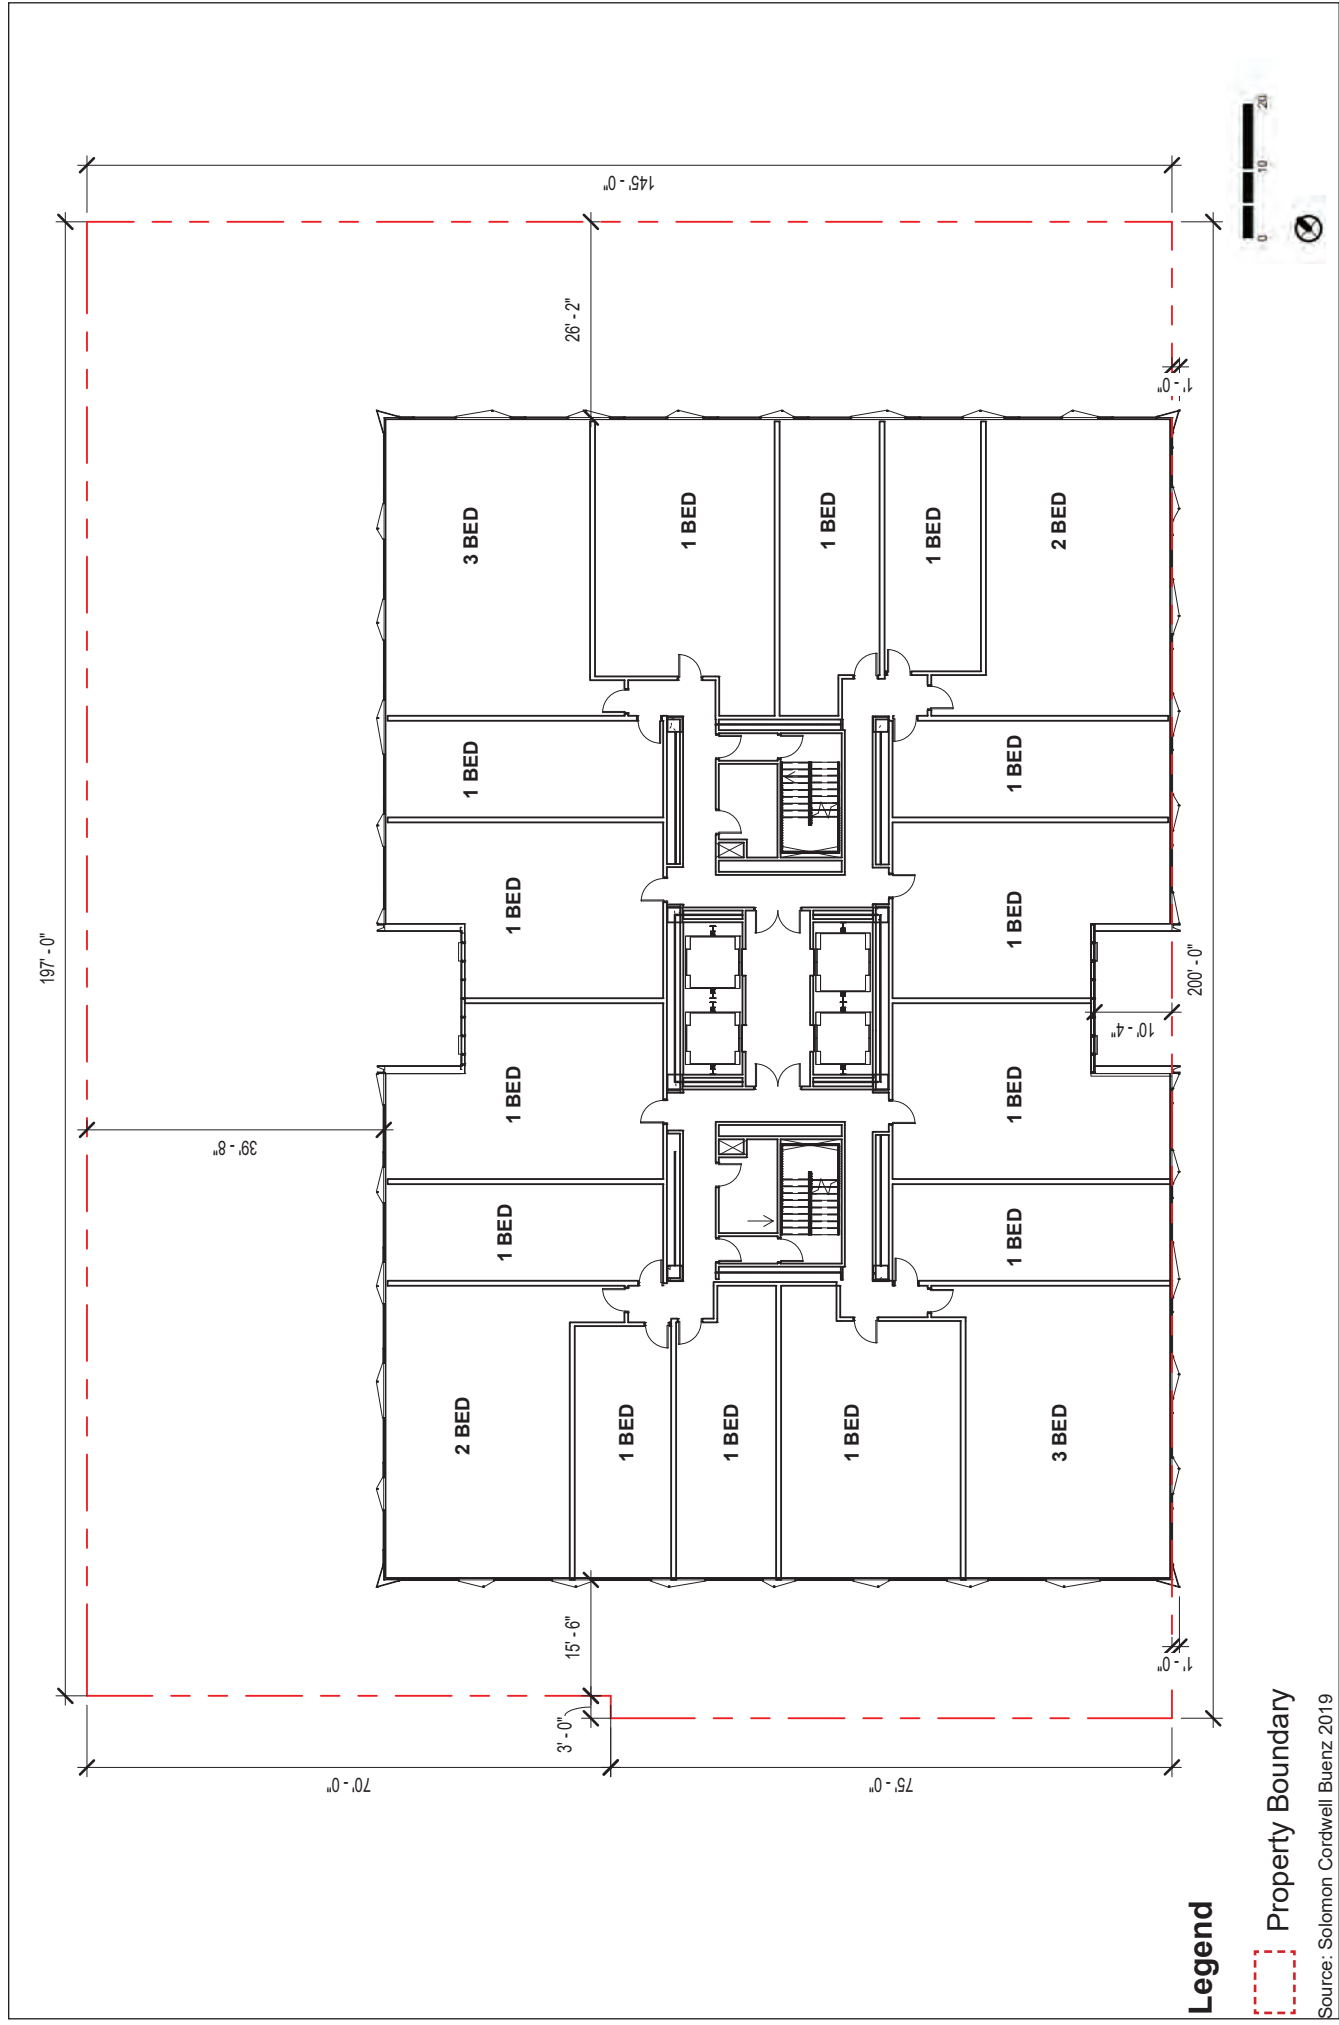 197' - 0"
145' - 0"
26' - 2"
1' - 0"
39' - 8"
3 BED
1 BED
1 BED
1 BED
2 BED
1 BED
1 BED
1 BED
1 BED
1 BED
1 BED
1 BED
1 BED
2 BED
1 BED
1 BED
1 BED
3 BED
10' - 4"
200' - 0"
15' - 6"
3' - 0"
1' - 0"
70' - 0"
75' - 0"
0 10 20
Legend
Property Boundary
Source: Solomon Cordwell Buenz 2019